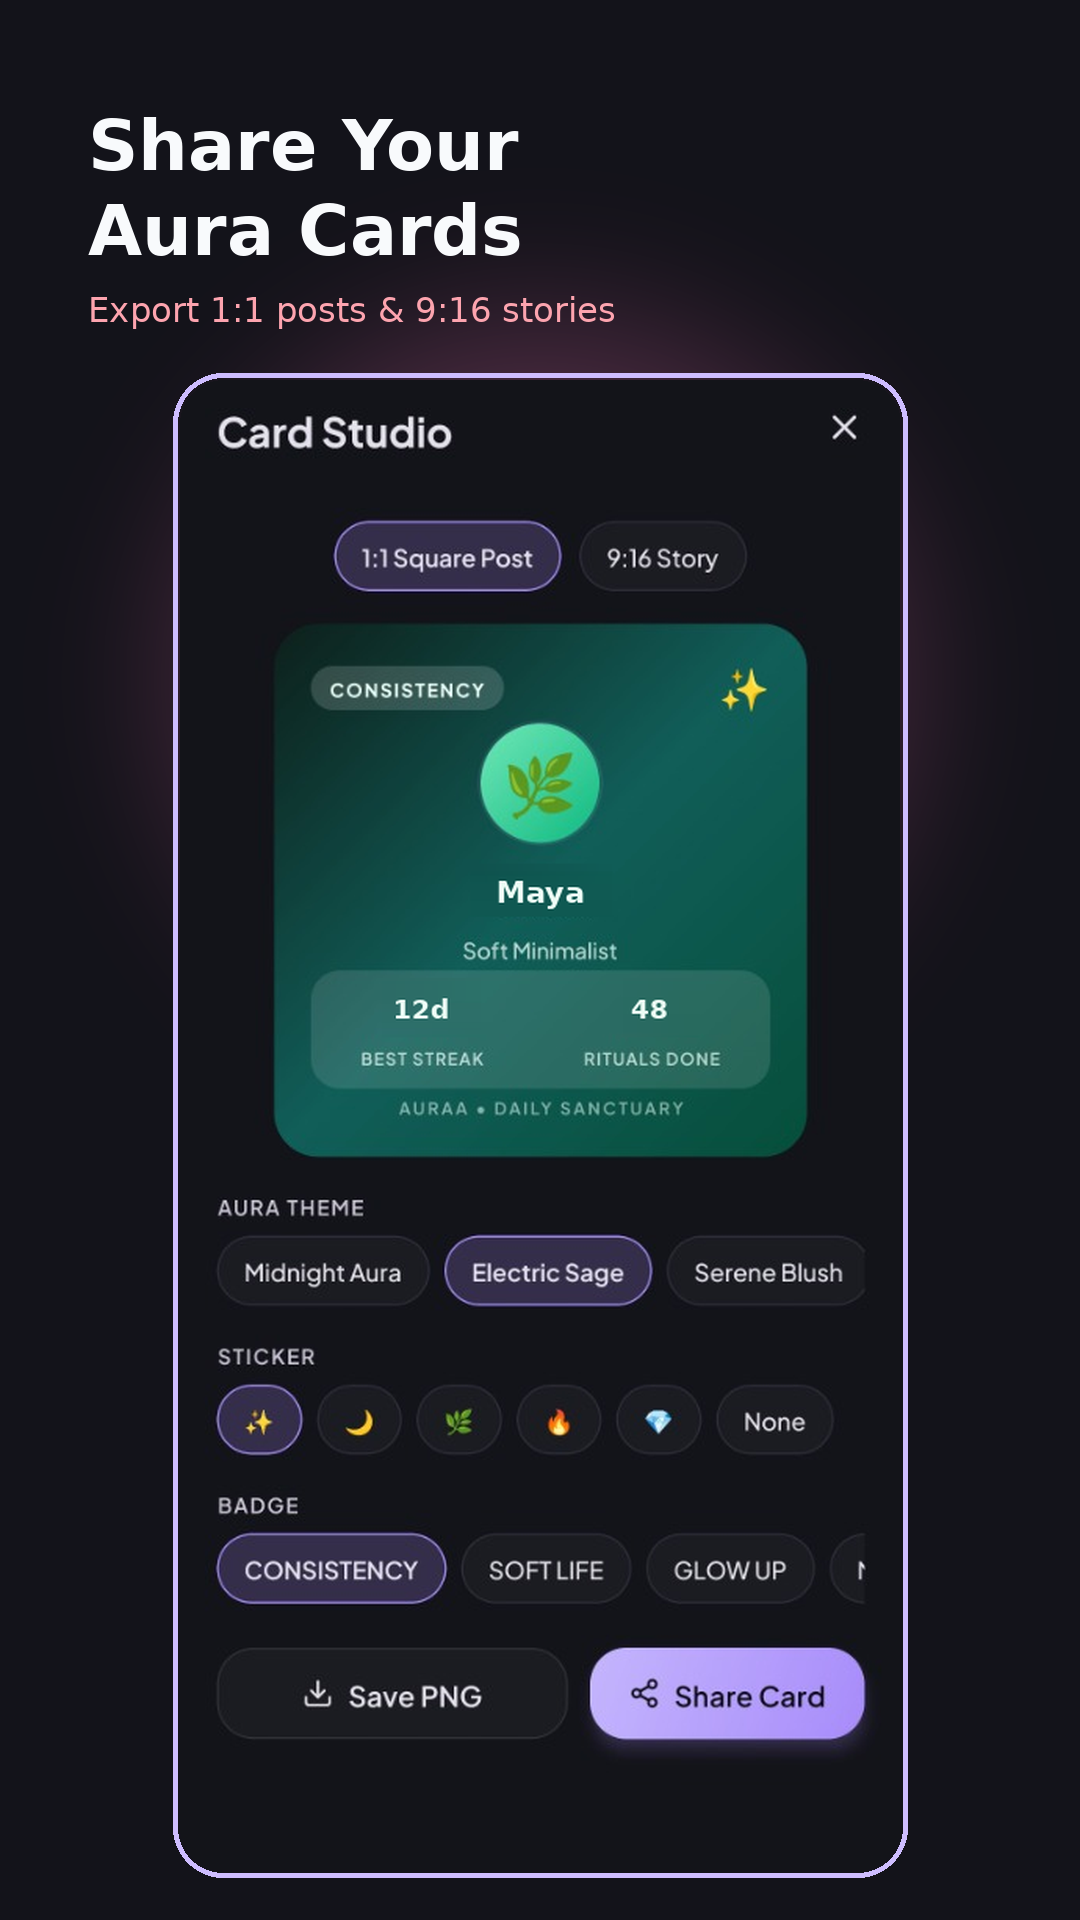 Share Your
Aura Cards
Export 1:1 posts & 9:16 stories
Card Studio
1:1 Square Post
9:16 Story
CONSISTENCY
Maya
Soft Minimalist
12d
48
BEST STREAK
RITUALS DONE
AURAA • DAILY SANCTUARY
AURA THEME
Midnight Aura
Electric Sage
Serene Blush
STICKER
None
BADGE
CONSISTENCY
SOFT LIFE
GLOW UP
Save PNG
Share Card